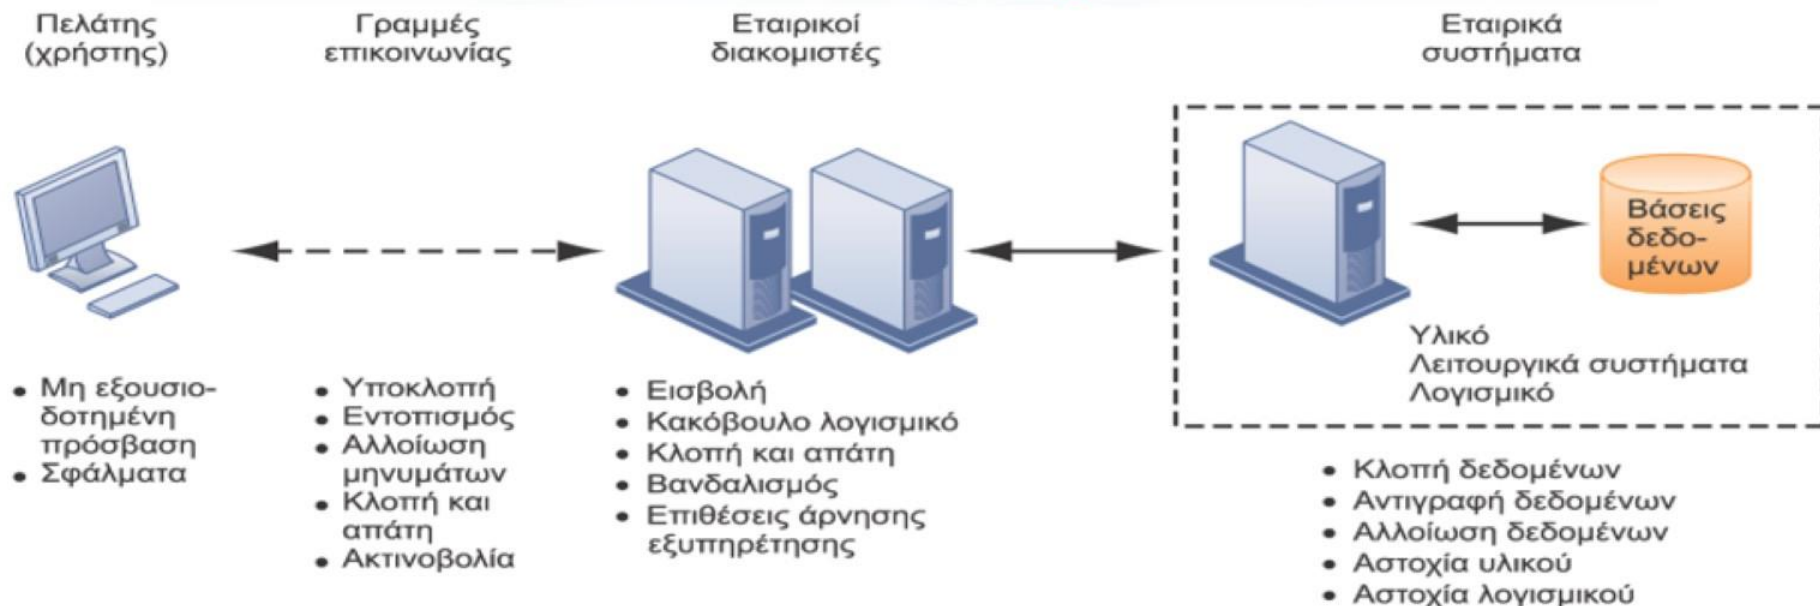 Πελάτης
(χρήστης)
Γραμμές
επικοινωνίας
Εταιρικοί
διακομιστές
Εταιρικά
συστήματα
Βάσεις
δεδο-
μένων
Υλικό
Λειτουργικά συστήματα
Λογισμικό
• Μη εξουσιο-
δοτημένη
πρόσβαση
• Σφάλματα
• Υποκλοπή
• Εντοπισμός
• Αλλοίωση
μηνυμάτων
• Κλοπή και
απάτη
• Ακτινοβολία
• Εισβολή
• Κακόβουλο λογισμικό
• Κλοπή και απάτη
• Βανδαλισμός
• Επιθέσεις άρνησης
εξυπηρέτησης
• Κλοπή δεδομένων
• Αντιγραφή δεδομένων
• Αλλοίωση δεδομένων
• Αστοχία υλικού
• Αστοχία λογισμικού